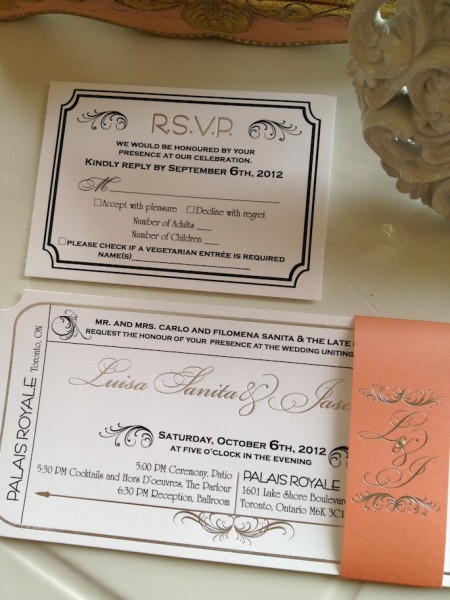 R.S.V.P.
WE WOULD BE HONOURED BY YOUR
PRESENCE AT OUR CELEBRATION.
KINDLY REPLY BY SEPTEMBER 6TH, 2012
M
Accept with pleasure Decline with regret
Number of Adults ___
Number of Children ___
PLEASE CHECK IF A VEGETARIAN ENTRÉE IS REQUIRED
NAME(S)
PALAIS ROYALE Toronto, ON
MR. AND MRS. CARLO AND FILOMENA SANITA & THE LATE
REQUEST THE HONOUR OF YOUR PRESENCE AT THE WEDDING UNITING
Luisa Sanita & Jaso
SATURDAY, OCTOBER 6TH, 2012
AT FIVE O'CLOCK IN THE EVENING
5:00 PM Ceremony, Patio
5:30 PM Cocktails and Hors D'oeuvres, The Parlour
6:30 PM Reception, Ballroom
PALAIS ROYALE
1601 Lake Shore Boulevar
Toronto, Ontario M6K 3C1
L & J